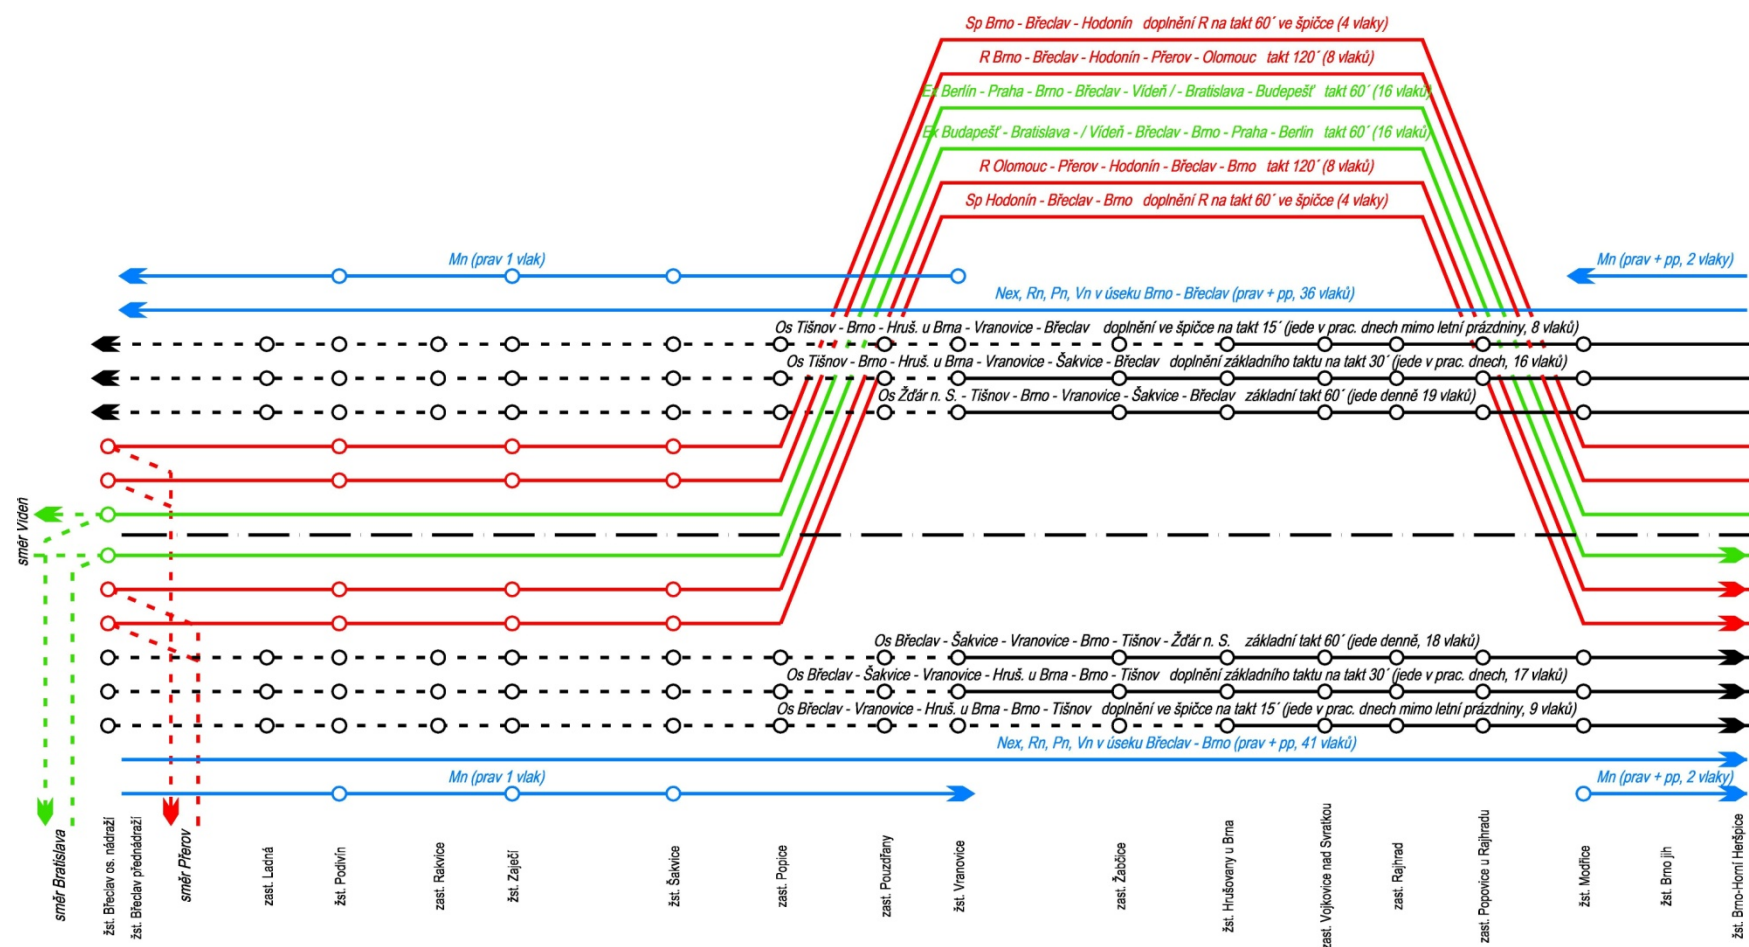 Sp Brno - Břeclav - Hodonín   doplnění R na takt 60´ ve špičce (4 vlaky)
R Brno - Břeclav - Hodonín - Přerov - Olomouc   takt 120´ (8 vlaků)
Ex Berlín - Praha - Brno - Břeclav - Vídeň / - Bratislava - Budepešť   takt 60´ (16 vlaků)
Ex Budapešť - Bratislava - / Vídeň - Břeclav - Brno - Praha - Berlin   takt 60´ (16 vlaků)
R Olomouc - Přerov - Hodonín - Břeclav - Brno   takt 120´ (8 vlaků)
Sp Hodonín - Břeclav - Brno   doplnění R na takt 60´ ve špičce (4 vlaky)
Mn (prav 1 vlak)
Mn (prav + pp, 2 vlaky)
Nex, Rn, Pn, Vn v úseku Brno - Břeclav (prav + pp, 36 vlaků)
Os Tišnov - Brno - Hruš. u Brna - Vranovice - Břeclav   doplnění ve špičce na takt 15´ (jede v prac. dnech mimo letní prázdniny, 8 vlaků)
Os Tišnov - Brno - Hruš. u Brna - Vranovice - Šakvice - Břeclav   doplnění základního taktu na takt 30´ (jede v prac. dnech, 16 vlaků)
Os Žďár n. S. - Tišnov - Brno - Vranovice - Šakvice - Břeclav   základní takt 60´ (jede denně 19 vlaků)
směr Vídeň
Os Břeclav - Šakvice - Vranovice - Brno - Tišnov - Žďár n. S.   základní takt 60´ (jede denně, 18 vlaků)
Os Břeclav - Šakvice - Vranovice - Hruš. u Brna - Brno - Tišnov   doplnění základního taktu na takt 30´ (jede v prac. dnech, 17 vlaků)
Os Břeclav - Vranovice - Hruš. u Brna - Brno - Tišnov   doplnění ve špičce na takt 15´ (jede v prac. dnech mimo letní prázdniny, 9 vlaků)
Nex, Rn, Pn, Vn v úseku Břeclav - Brno (prav + pp, 41 vlaků)
Mn (prav 1 vlak)
Mn (prav + pp, 2 vlaky)
směr Bratislava
žst. Břeclav os. nádraží
žst. Břeclav přednádraží
směr Přerov
zast. Ladná
žst. Podivín
zast. Rakvice
žst. Zaječí
žst. Šakvice
zast. Popice
zast. Pouzdřany
žst. Vranovice
zast. Žabčice
žst. Hrušovany u Brna
zast. Vojkovice nad Svratkou
zast. Rajhrad
zast. Popovice u Rajhradu
žst. Modřice
žst. Brno jih
žst. Brno-Horní Heršpice